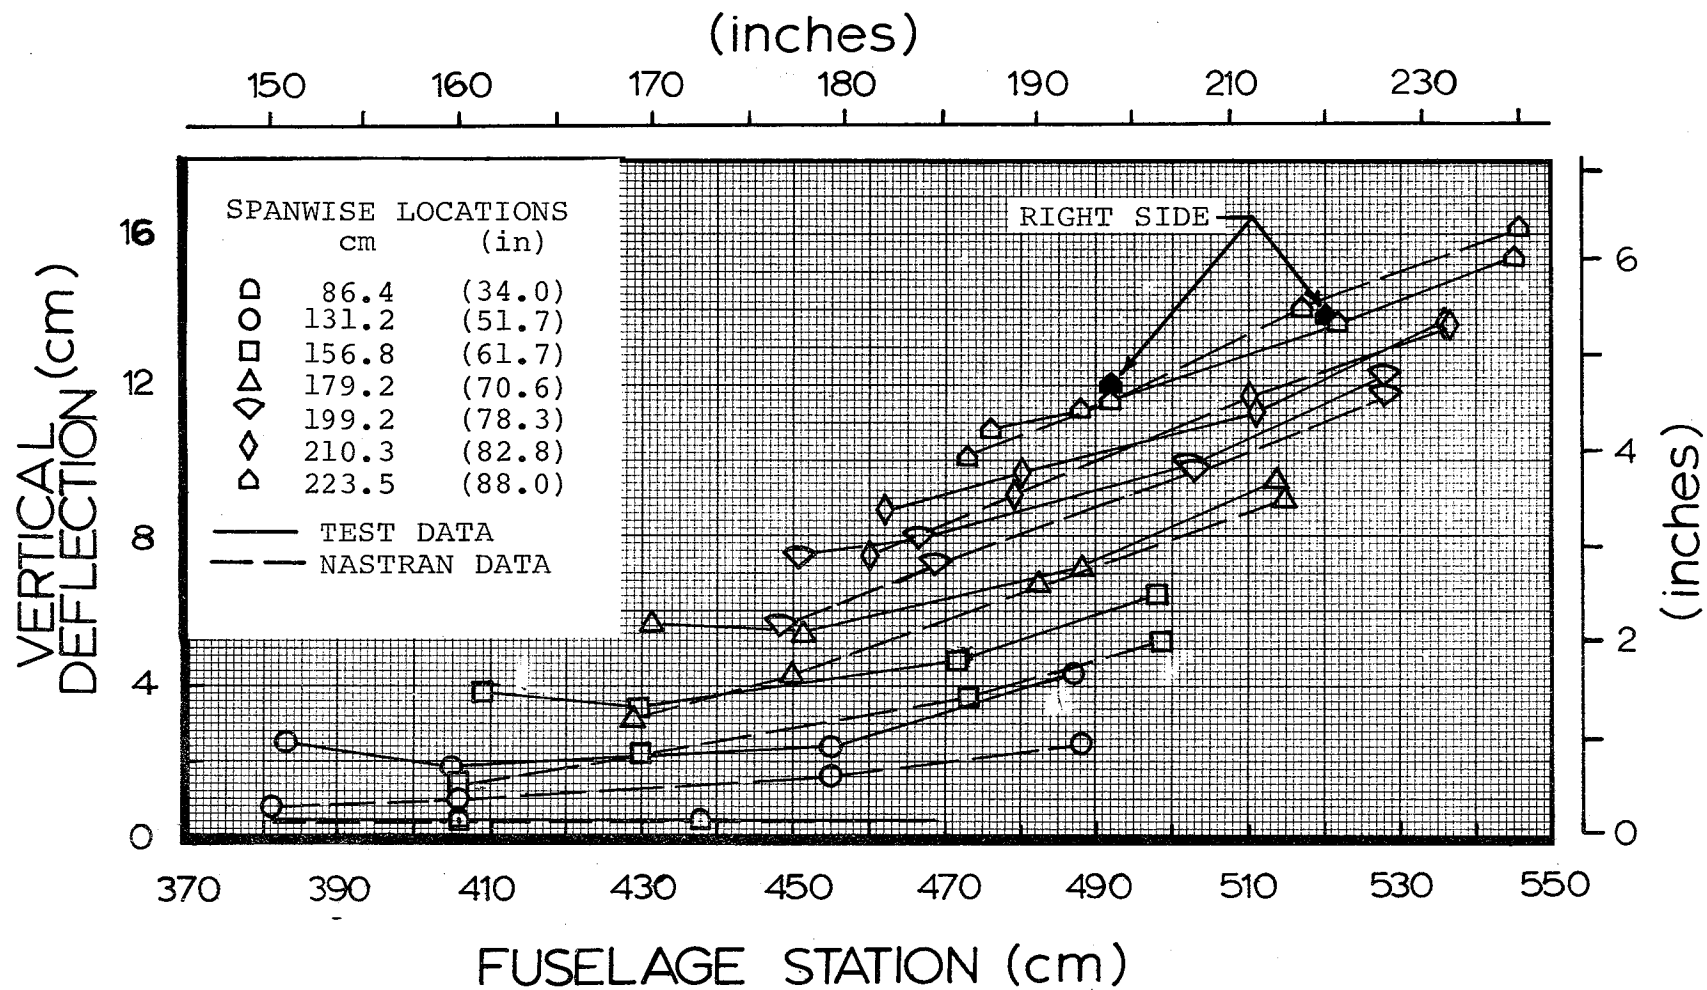 (inches)
150 160 170 180 190 210 230
SPANWISE LOCATIONS
cm (in)
86.4 (34.0)
131.2 (51.7)
156.8 (61.7)
179.2 (70.6)
199.2 (78.3)
210.3 (82.8)
223.5 (88.0)
TEST DATA
NASTRAN DATA
RIGHT SIDE
VERTICAL
DEFLECTION (cm)
16
12
8
4
0
6
4
2
0
(inches)
370 390 410 430 450 470 490 510 530 550
FUSELAGE STATION (cm)